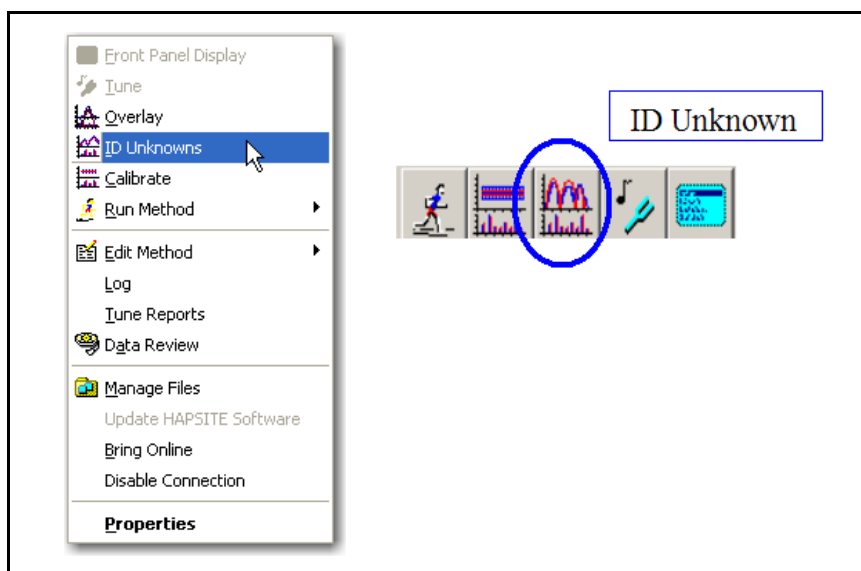 Front Panel Display
Tune
Overlay
ID Unknowns
Calibrate
Run Method
Edit Method
Log
Tune Reports
Data Review
Manage Files
Update HAPSITE Software
Bring Online
Disable Connection
Properties
ID Unknown